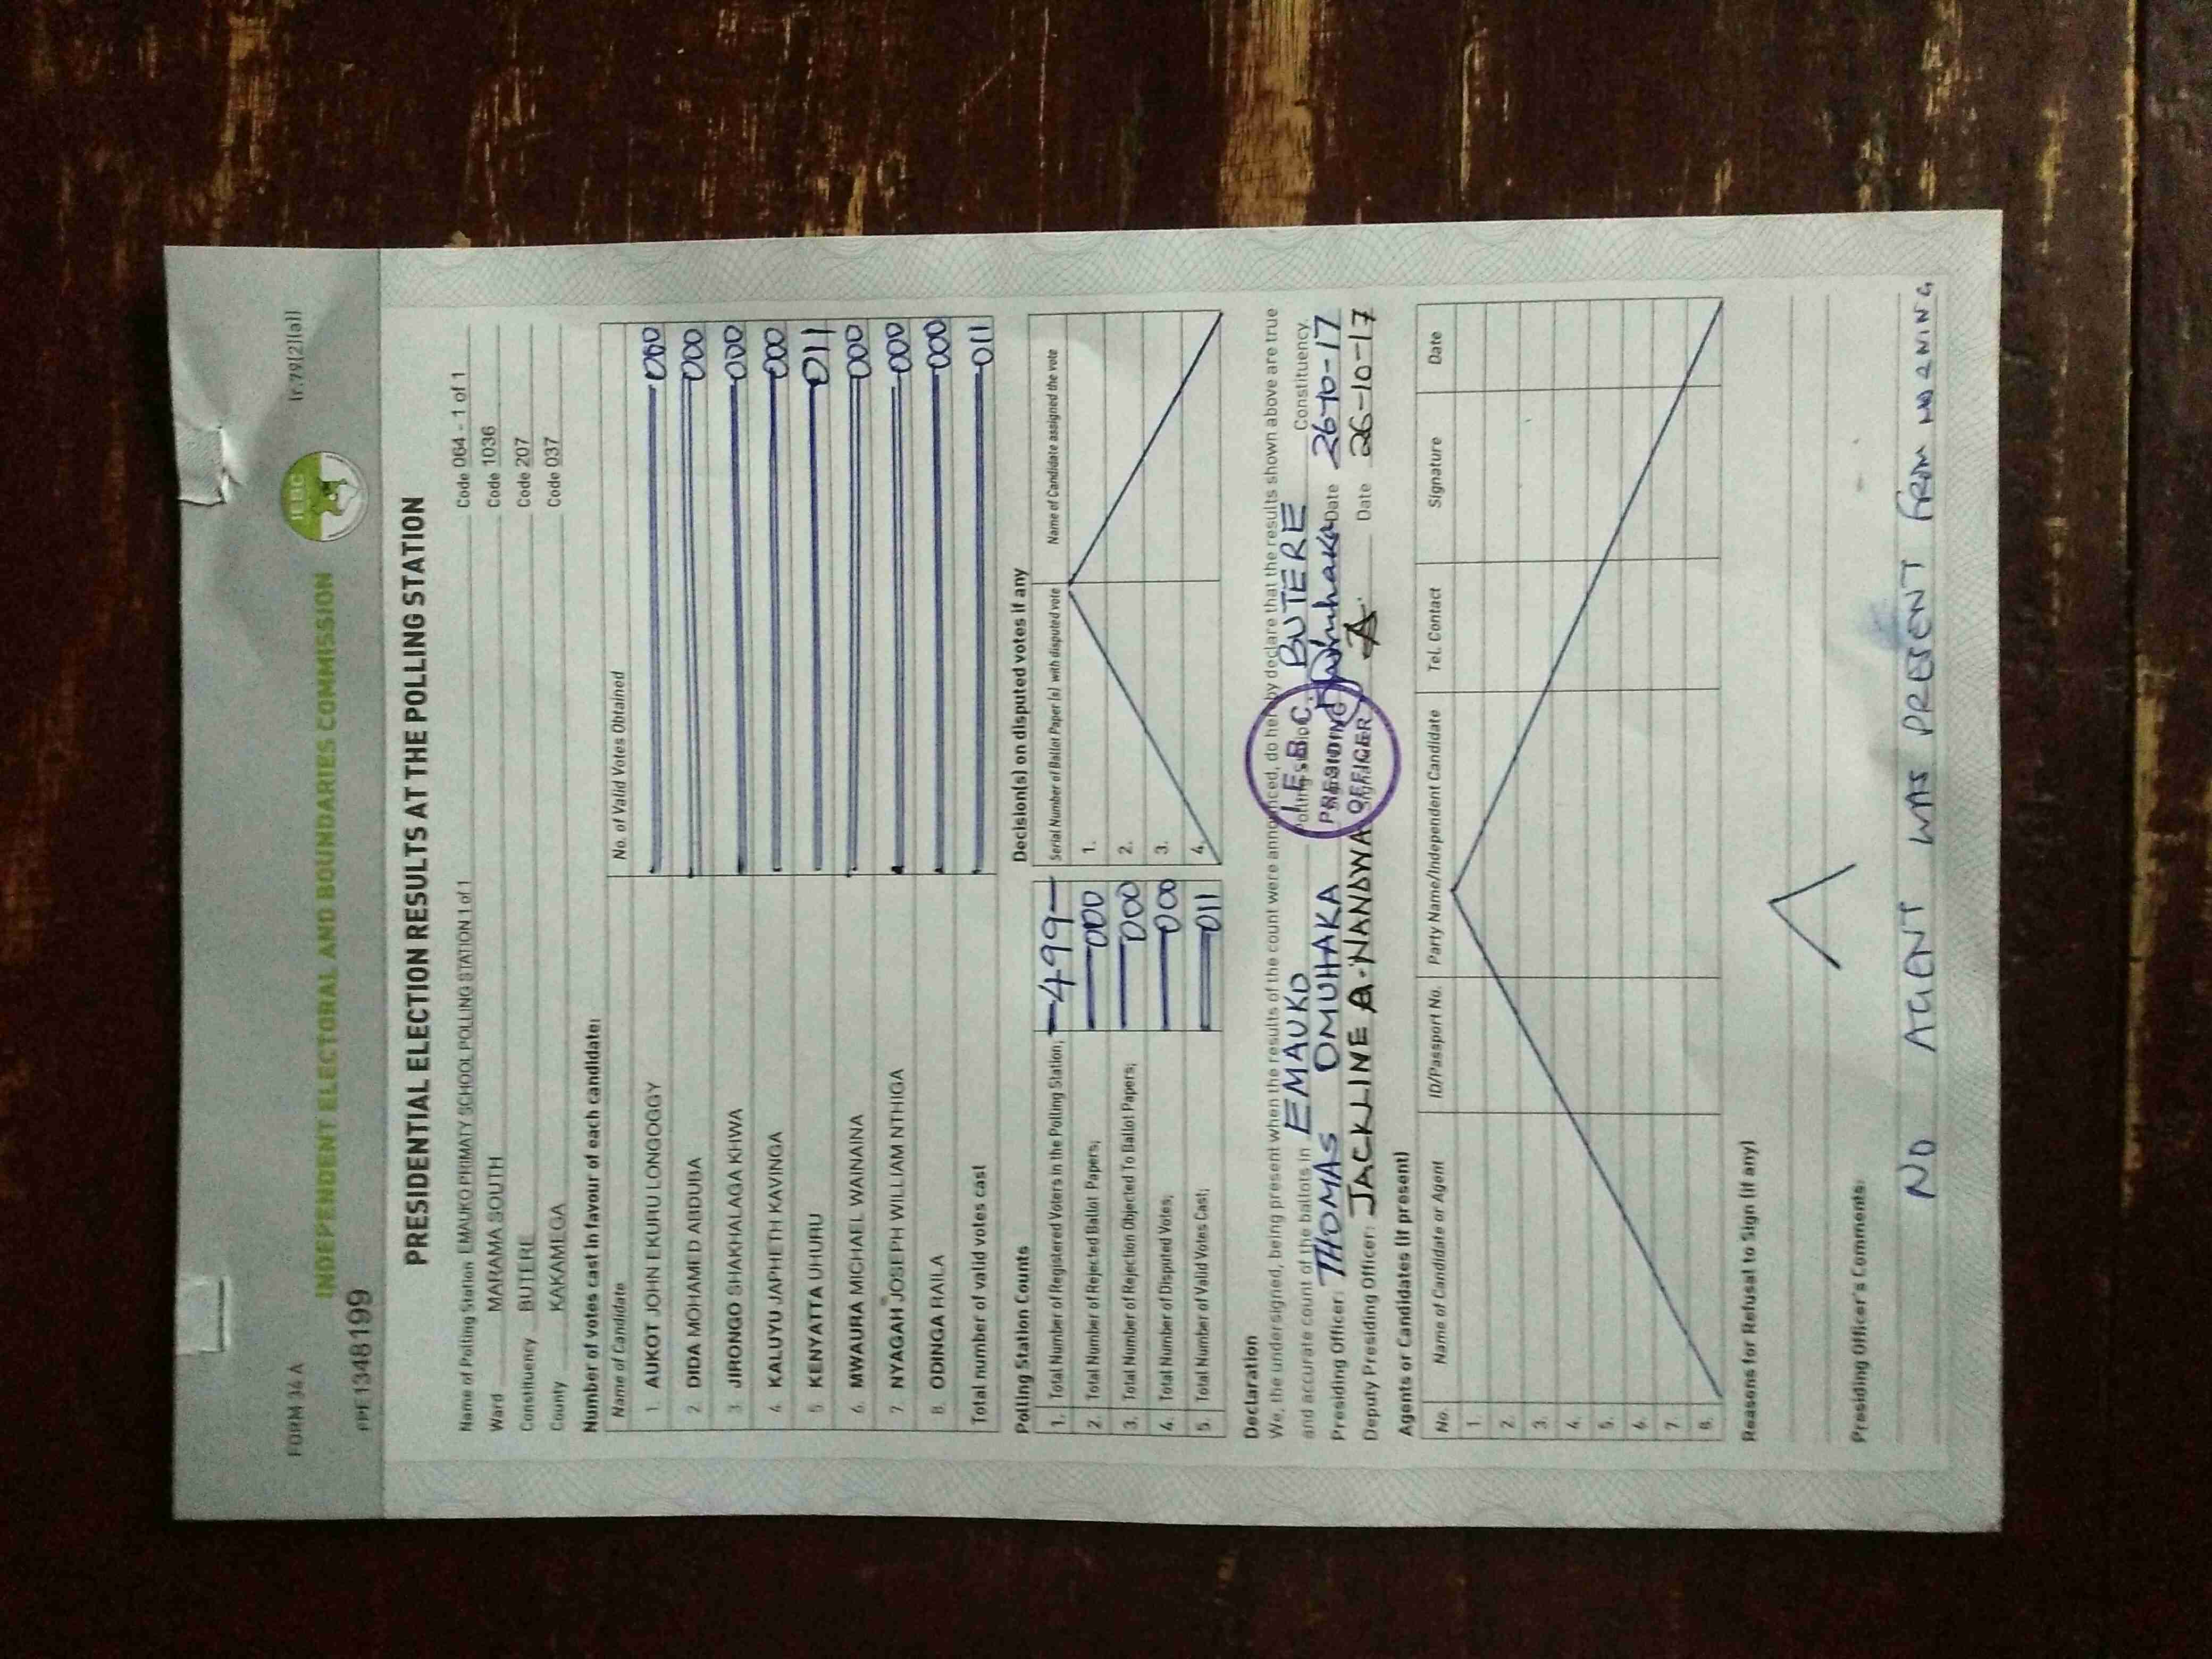 FORM 34 A
(r.79(2)(a))
IEBC
INDEPENDENT ELECTORAL AND BOUNDARIES COMMISSION
PPE1348199
PRESIDENTIAL ELECTION RESULTS AT THE POLLING STATION
Name of Polling Station EMAUKO PRIMATY SCHOOL POLLING STATION 1 of 1 Code 064 - 1 of 1
Ward MARAMA SOUTH Code 1036
Constituency BUTERE Code 207
County KAKAMEGA Code 037
Number of votes cast in favour of each candidate:
Name of Candidate No. of Valid Votes Obtained
1. AUKOT JOHN EKURU LONGOGGY 000
2. DIDA MOHAMED ABDUBA 000
3. JIRONGO SHAKHALAGA KHWA 000
4. KALUYU JAPHETH KAVINGA 000
5. KENYATTA UHURU 011
6. MWAURA MICHAEL WAINAINA 000
7. NYAGAH JOSEPH WILLIAM NTHIGA 000
8. ODINGA RAILA 000
Total number of valid votes cast 011
Polling Station Counts
1. Total Number of Registered Voters in the Polling Station; 499
2. Total Number of Rejected Ballot Papers; 000
3. Total Number of Rejection Objected To Ballot Papers; 000
4. Total Number of Disputed Votes; 000
5. Total Number of Valid Votes Cast; 011
Decision(s) on disputed votes if any
Serial Number of Ballot Paper (s) with disputed vote Name of Candidate assigned the vote
1.
2.
3.
4.
Declaration
We, the undersigned, being present when the results of the count were announced, do hereby declare that the results shown above are true
and accurate count of the ballots in EMAUKO BUTERE Constituency.
Presiding Officer: THOMAS OMUHAKA Date 26-10-17
Deputy Presiding Officer: JACKLINE A. NANDWA Date 26-10-17
I.E.B.C.
PRESIDING
OFFICER
Agents or Candidates (if present)
No. Name of Candidate or Agent ID/Passport No. Party Name/Independent Candidate Tel. Contact Signature Date
1.
2.
3.
4.
5.
6.
7.
8.
Reasons for Refusal to Sign (if any)
Presiding Officer's Comments:
NO AGENT WAS PRESENT FROM MORNING